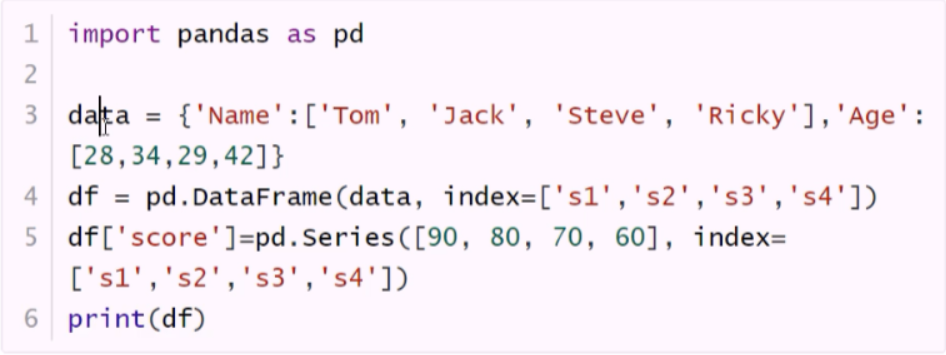 1 import pandas as pd
2
3 data = {'Name':['Tom', 'Jack', 'Steve', 'Ricky'],'Age':
[28,34,29,42]}
4 df = pd.DataFrame(data, index=['s1','s2','s3','s4'])
5 df['score']=pd.Series([90, 80, 70, 60], index=
['s1','s2','s3','s4'])
6 print(df)